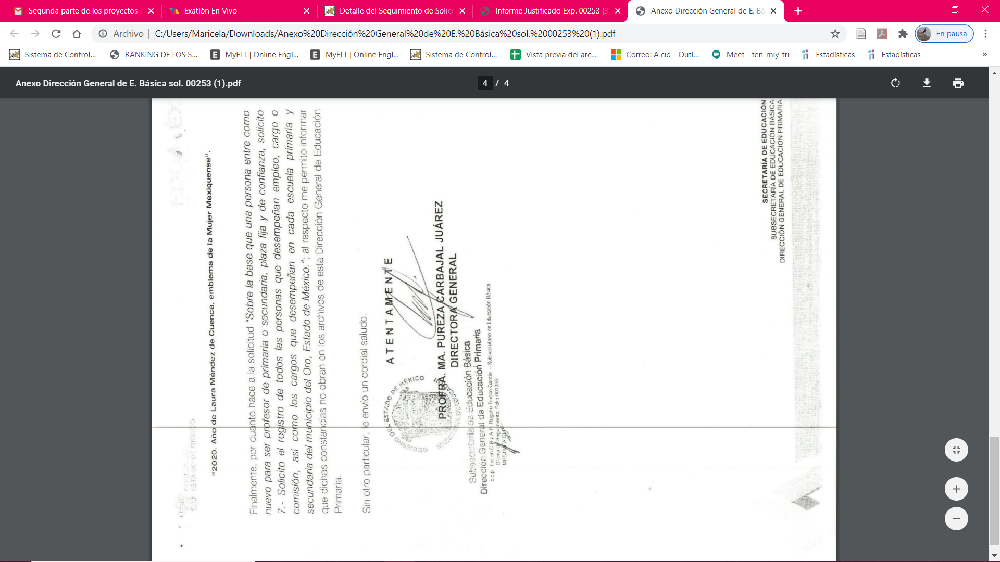 Segunda parte de los proyectos
Exatlón En Vivo
Detalle del Seguimiento de Solici
Informe Justificado Exp. 00253 (3
Anexo Dirección General de E. Bá
Archivo | C:/Users/Maricela/Downloads/Anexo%20Dirección%20General%20de%20E.%20Básica%20sol.%2000253%20(1).pdf
En pausa
Sistema de Control...
RANKING DE LOS S...
MyELT | Online Engl...
MyELT | Online Engl...
Sistema de Control...
Vista previa del arc...
Correo: A cid - Outl...
Meet - ten-rniy-tri
Estadísticas
Estadísticas
»
Anexo Dirección General de E. Básica sol. 00253 (1).pdf
4 / 4
“2020. Año de Laura Méndez de Cuenca, emblema de la Mujer Mexiquense”.
Finalmente, por cuanto hace a la solicitud “Sobre la base que una persona entre como
nuevo para ser profesor de primaria o secundaria, plaza fija y de confianza, solicito
7.- Solicito el registro de todos las personas que desempeñan empleo, cargo o
comisión, así como los cargos que desempeñan en cada escuela primaria y
secundaria del municipio del Oro, Estado de México.”; al respecto me permito informar
que dichas constancias no obran en los archivos de esta Dirección General de Educación
Primaria.
Sin otro particular, le envío un cordial saludo.
ATENTAMENTE
PROFRA. MA. PUREZA CARBAJAL JUÁREZ
DIRECTORA GENERAL
GOBIERNO DEL ESTADO DE MÉXICO
Subsecretaría de Educación Básica
Dirección General de Educación Primaria
c.c.p. Lic. en C.P. y A.P. Rogelio Tinoco García – Subsecretario de Educación Básica.
Oficina de Seguimiento: Folio 001336
SECRETARÍA DE EDUCACIÓN
SUBSECRETARÍA DE EDUCACIÓN BÁSICA
DIRECCIÓN GENERAL DE EDUCACIÓN PRIMARIA